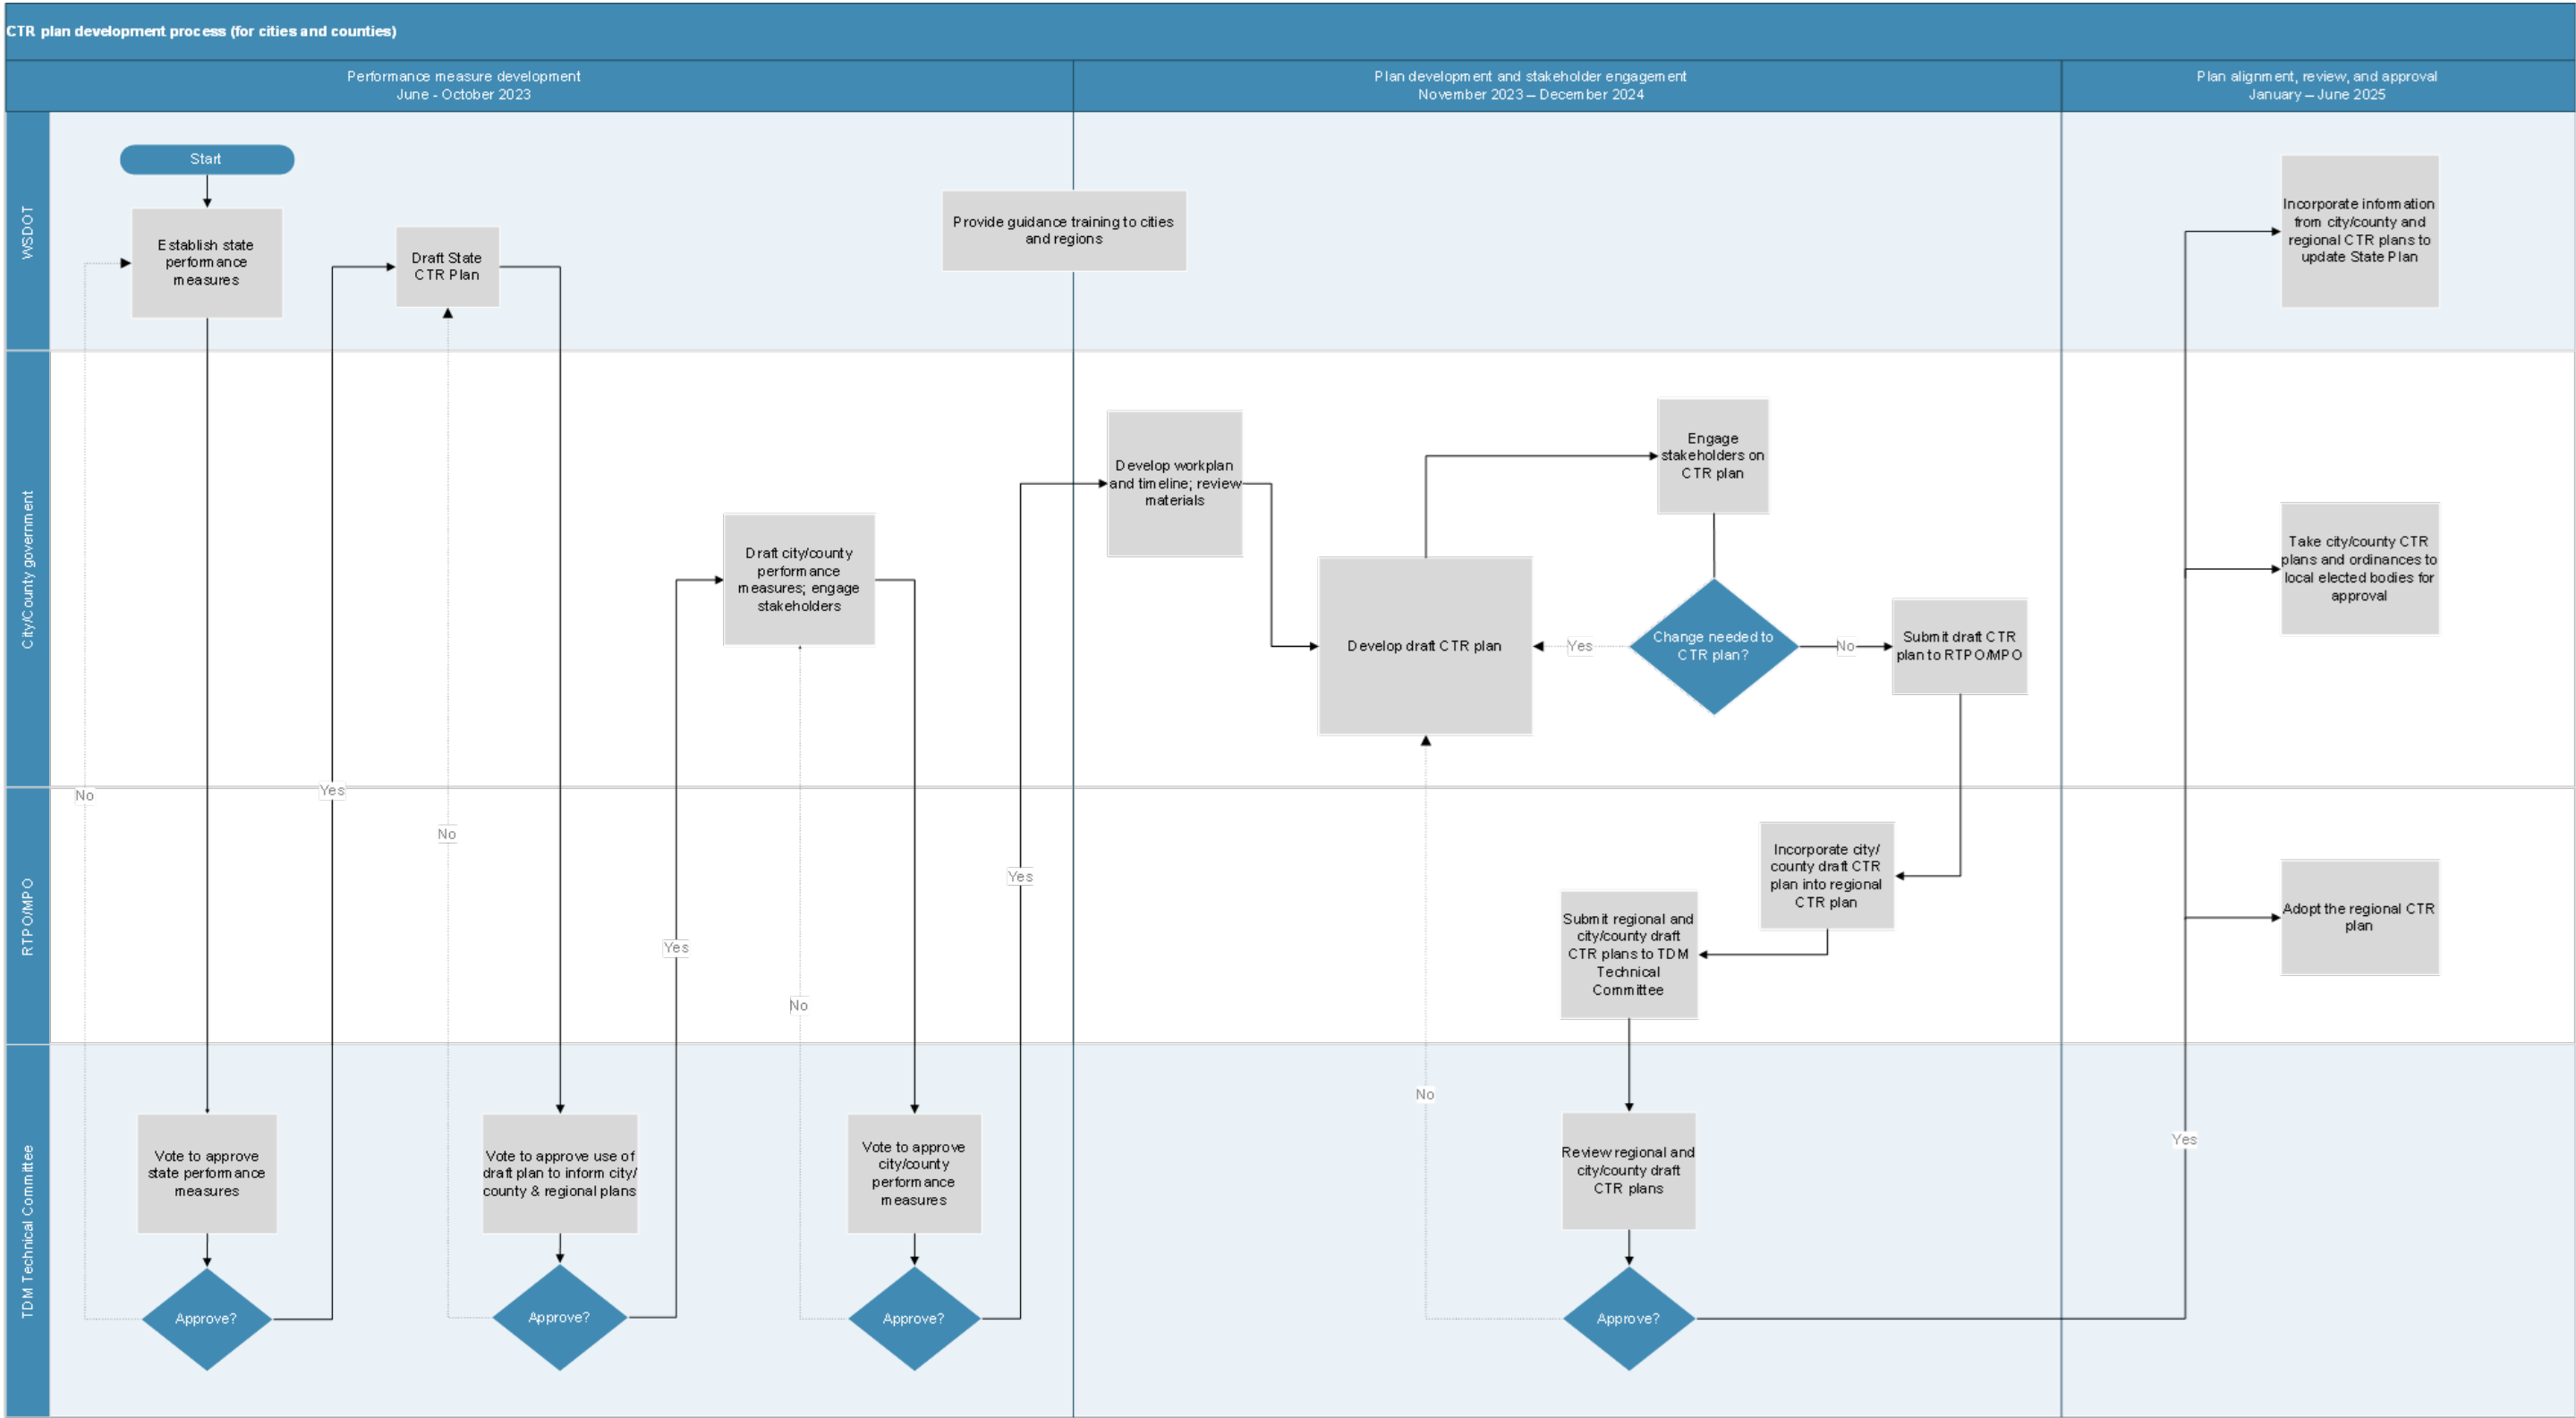 CTR plan development process (for cities and counties)
Performance measure development
June - October 2023
Plan development and stakeholder engagement
November 2023 – December 2024
Plan alignment, review, and approval
January – June 2025
WSDOT
Start
Establish state
performance
measures
Draft State
CTR Plan
Provide guidance training to cities
and regions
Incorporate information
from city/county and
regional CTR plans to
update State Plan
City/County government
Draft city/county
performance
measures; engage
stakeholders
Develop workplan
and timeline; review
materials
Develop draft CTR plan
Engage
stakeholders on
CTR plan
Yes
Change needed to
CTR plan?
No
Submit draft CTR
plan to RTPO/MPO
Take city/county CTR
plans and ordinances to
local elected bodies for
approval
RTPO/MPO
No
Yes
No
Yes
No
Yes
Incorporate city/
county draft CTR
plan into regional
CTR plan
Submit regional and
city/county draft
CTR plans to TDM
Technical
Committee
Adopt the regional CTR
plan
TDM Technical Committee
Vote to approve
state performance
measures
Approve?
Vote to approve use of
draft plan to inform city/
county & regional plans
Approve?
Vote to approve
city/county
performance
measures
Approve?
No
Review regional and
city/county draft
CTR plans
Approve?
Yes